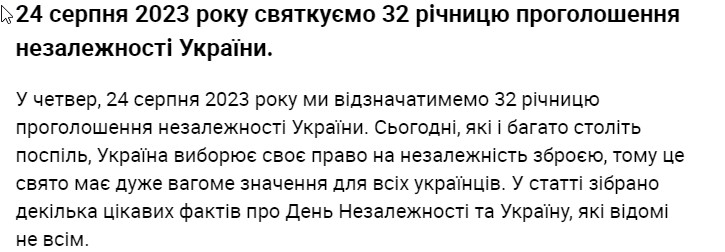 24 серпня 2023 року святкуємо 32 річницю проголошення
незалежності України.
У четвер, 24 серпня 2023 року ми відзначатимемо 32 річницю
проголошення незалежності України. Сьогодні, які і багато століть
поспіль, Україна виборює своє право на незалежність зброєю, тому це
свято має дуже вагоме значення для всіх українців. У статті зібрано
декілька цікавих фактів про День Незалежності та Україну, які відомі
не всім.